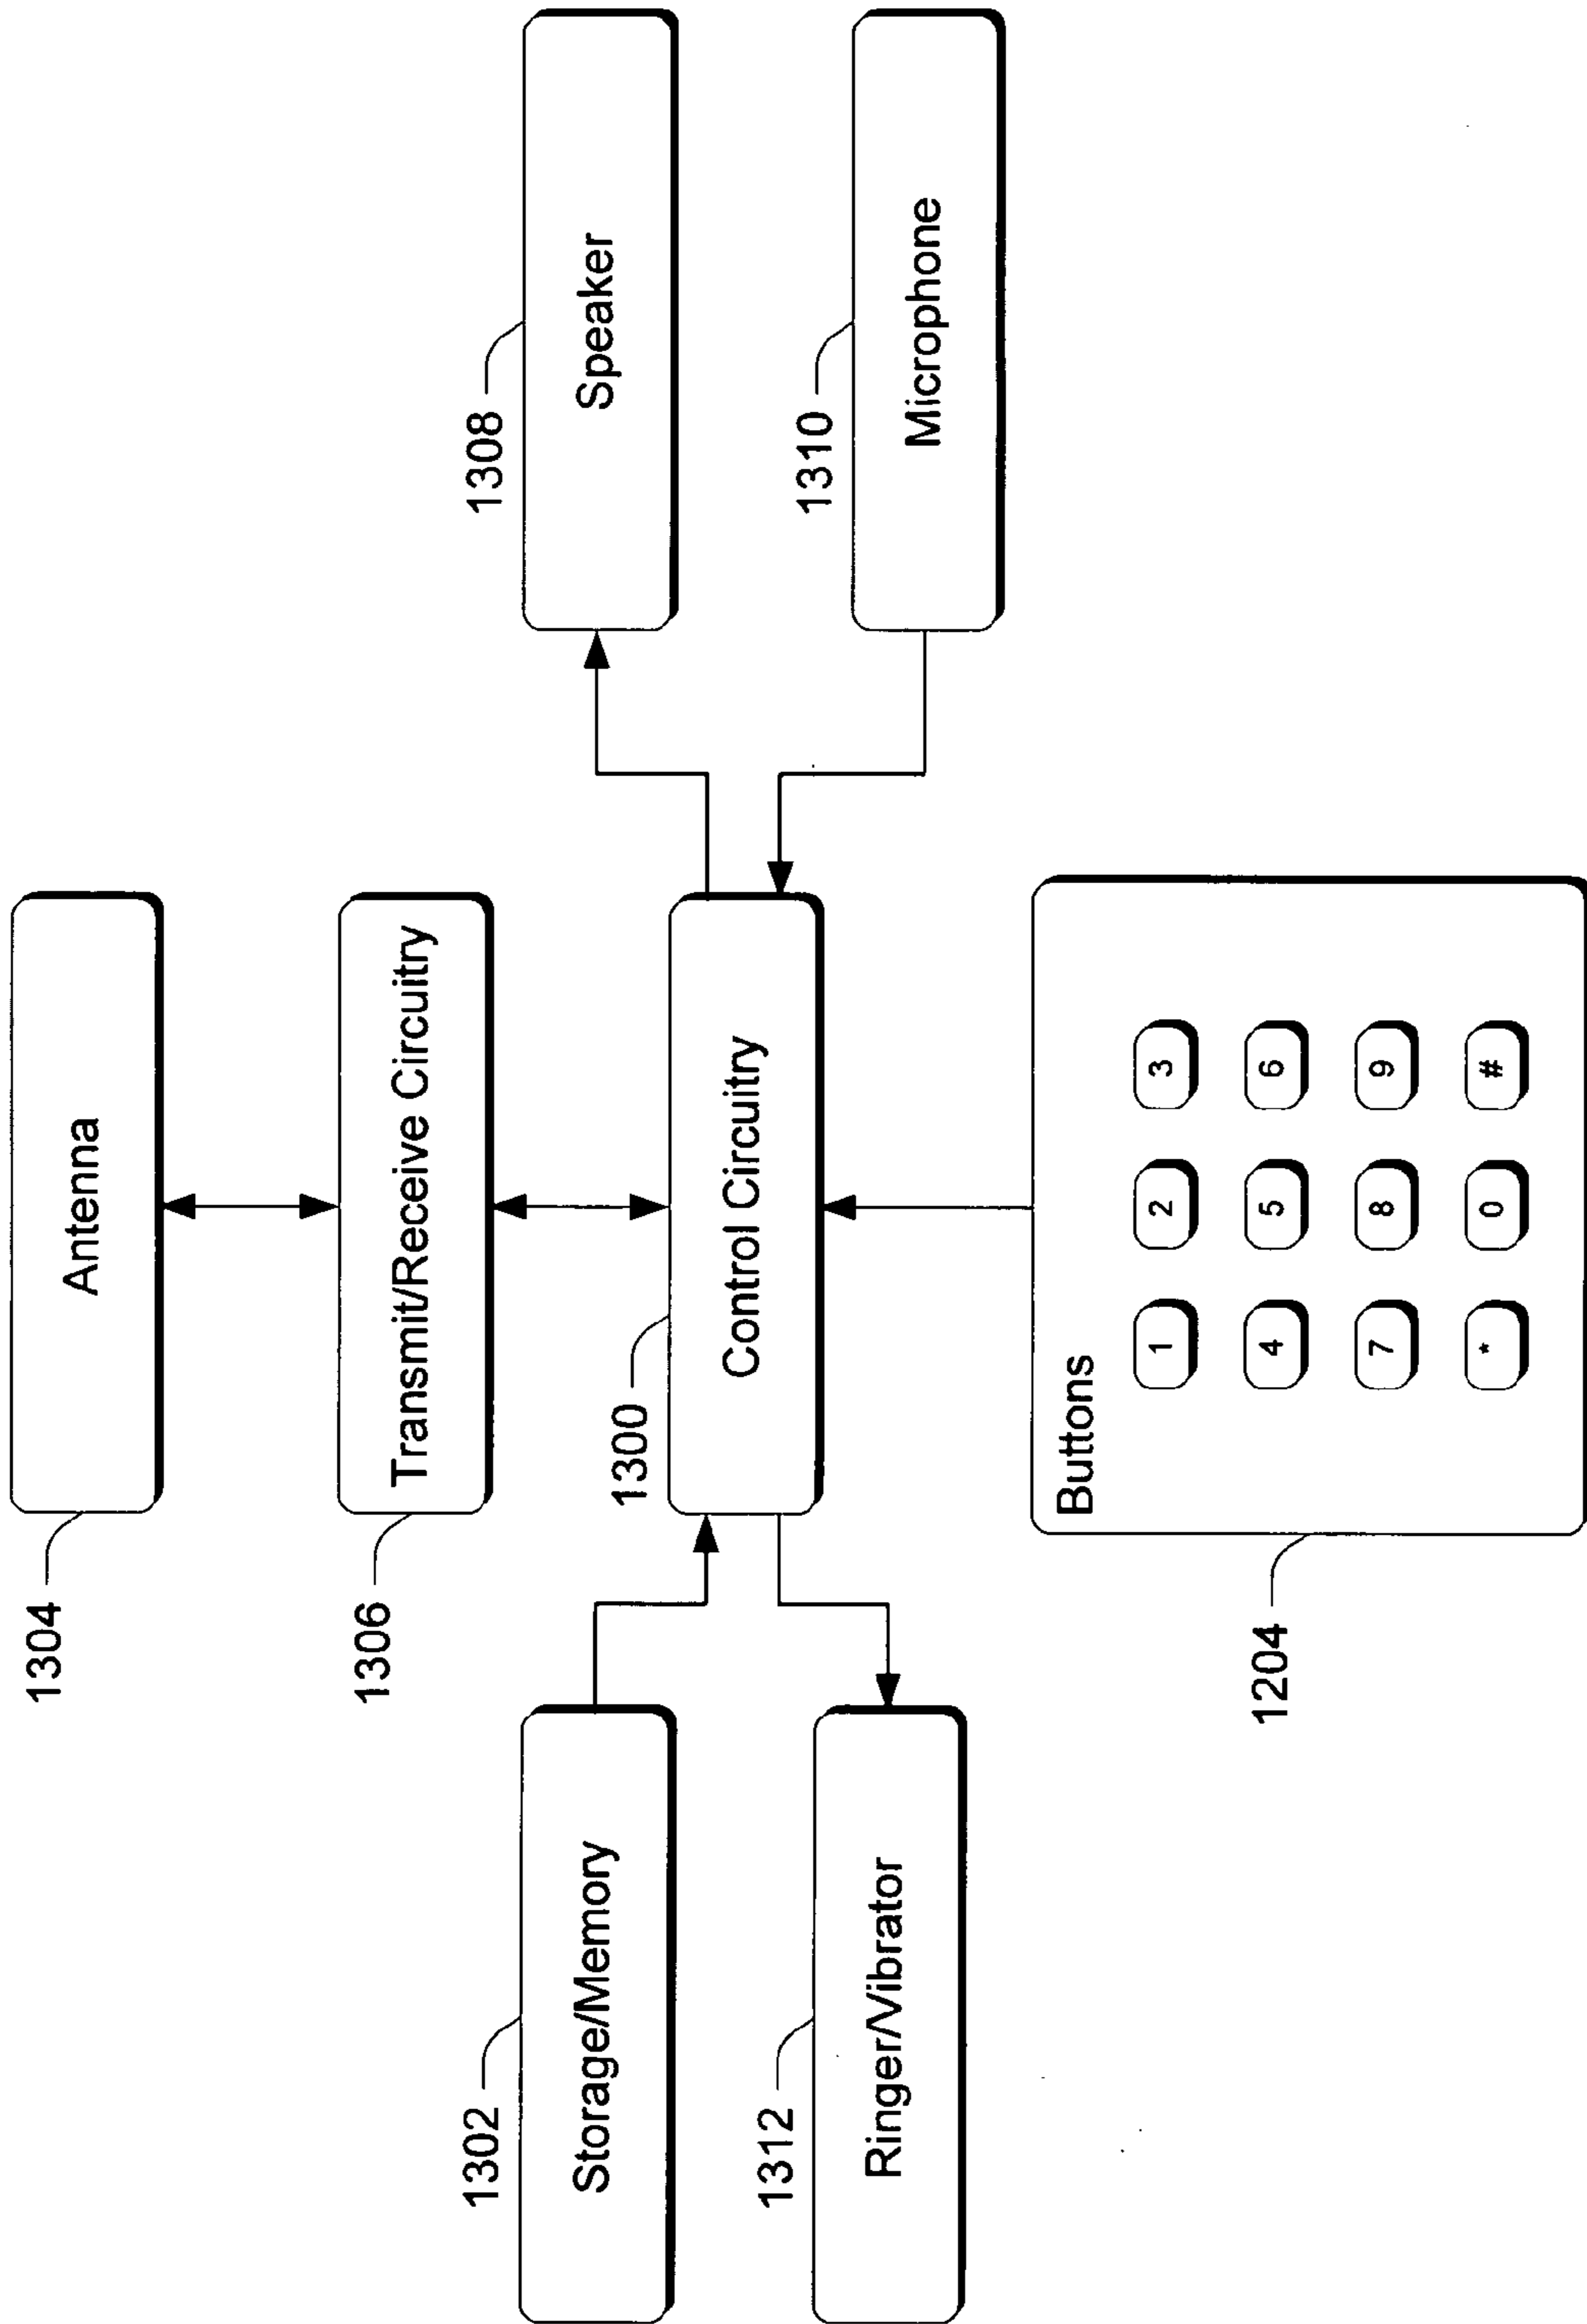 1304
Antenna
1306
Transmit/Receive Circuitry
1302
Storage/Memory
1308
Speaker
1300
Control Circuitry
1312
Ringer/Vibrator
1310
Microphone
1204
Buttons
1 2 3
4 5 6
7 8 9
* 0 #